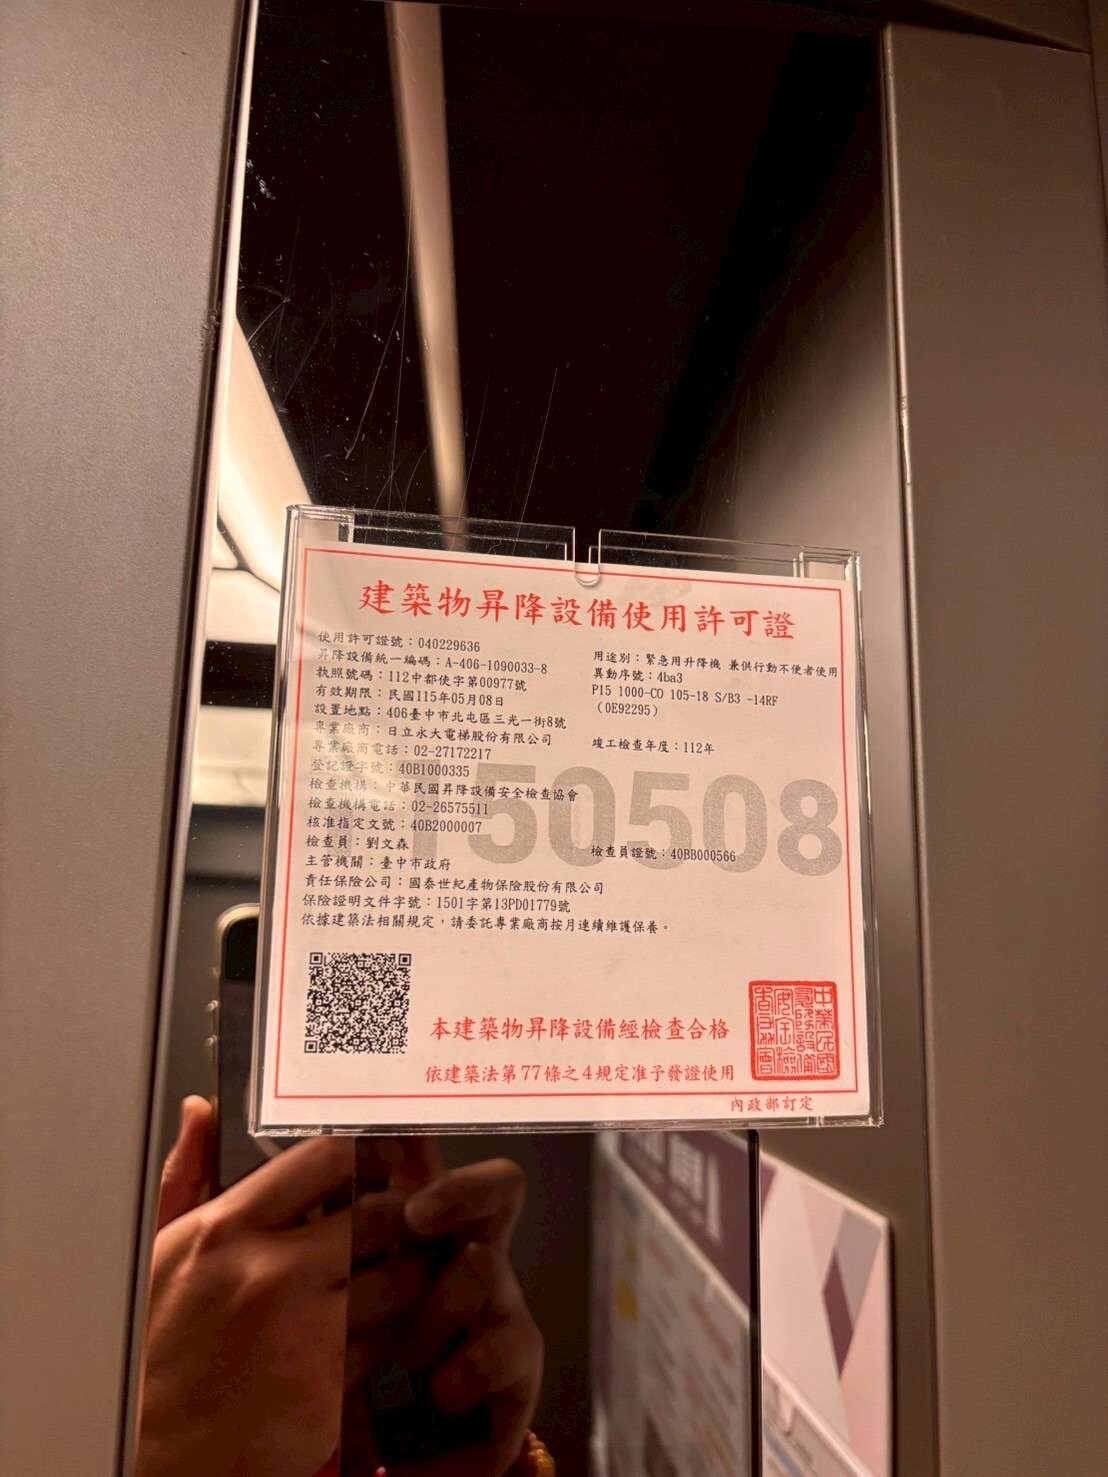 建築物昇降設備使用許可證
使用許可證號：040229636
昇降設備統一編碼：A-406-1090033-8
用途別：緊急用升降機 兼供行動不便者使用
執照號碼：112中都使字第00977號
異動序號：4ba3
有效期限：民國115年05月08日
P15 1000-CO 105-18 S/B3 -14RF
設置地點：406臺中市北屯區三光一街8號
(0E92295)
專業廠商：日立永大電梯股份有限公司
專業廠商電話：02-27172217
竣工檢查年度：112年
登記證字號：40B1000335
檢查機構：中華民國昇降設備安全檢查協會
檢查機構電話：02-26575511
核准指定文號：40B2000007
1150508
檢查員：劉文森
檢查員證號：40BB000566
主管機關：臺中市政府
責任保險公司：國泰世紀產物保險股份有限公司
保險證明文件字號：1501字第13PD01779號
依據建築法相關規定，請委託專業廠商按月連續維護保養。
本建築物昇降設備經檢查合格
依建築法第77條之4規定准予發證使用
中華民國昇降設備安全檢查協會
內政部訂定